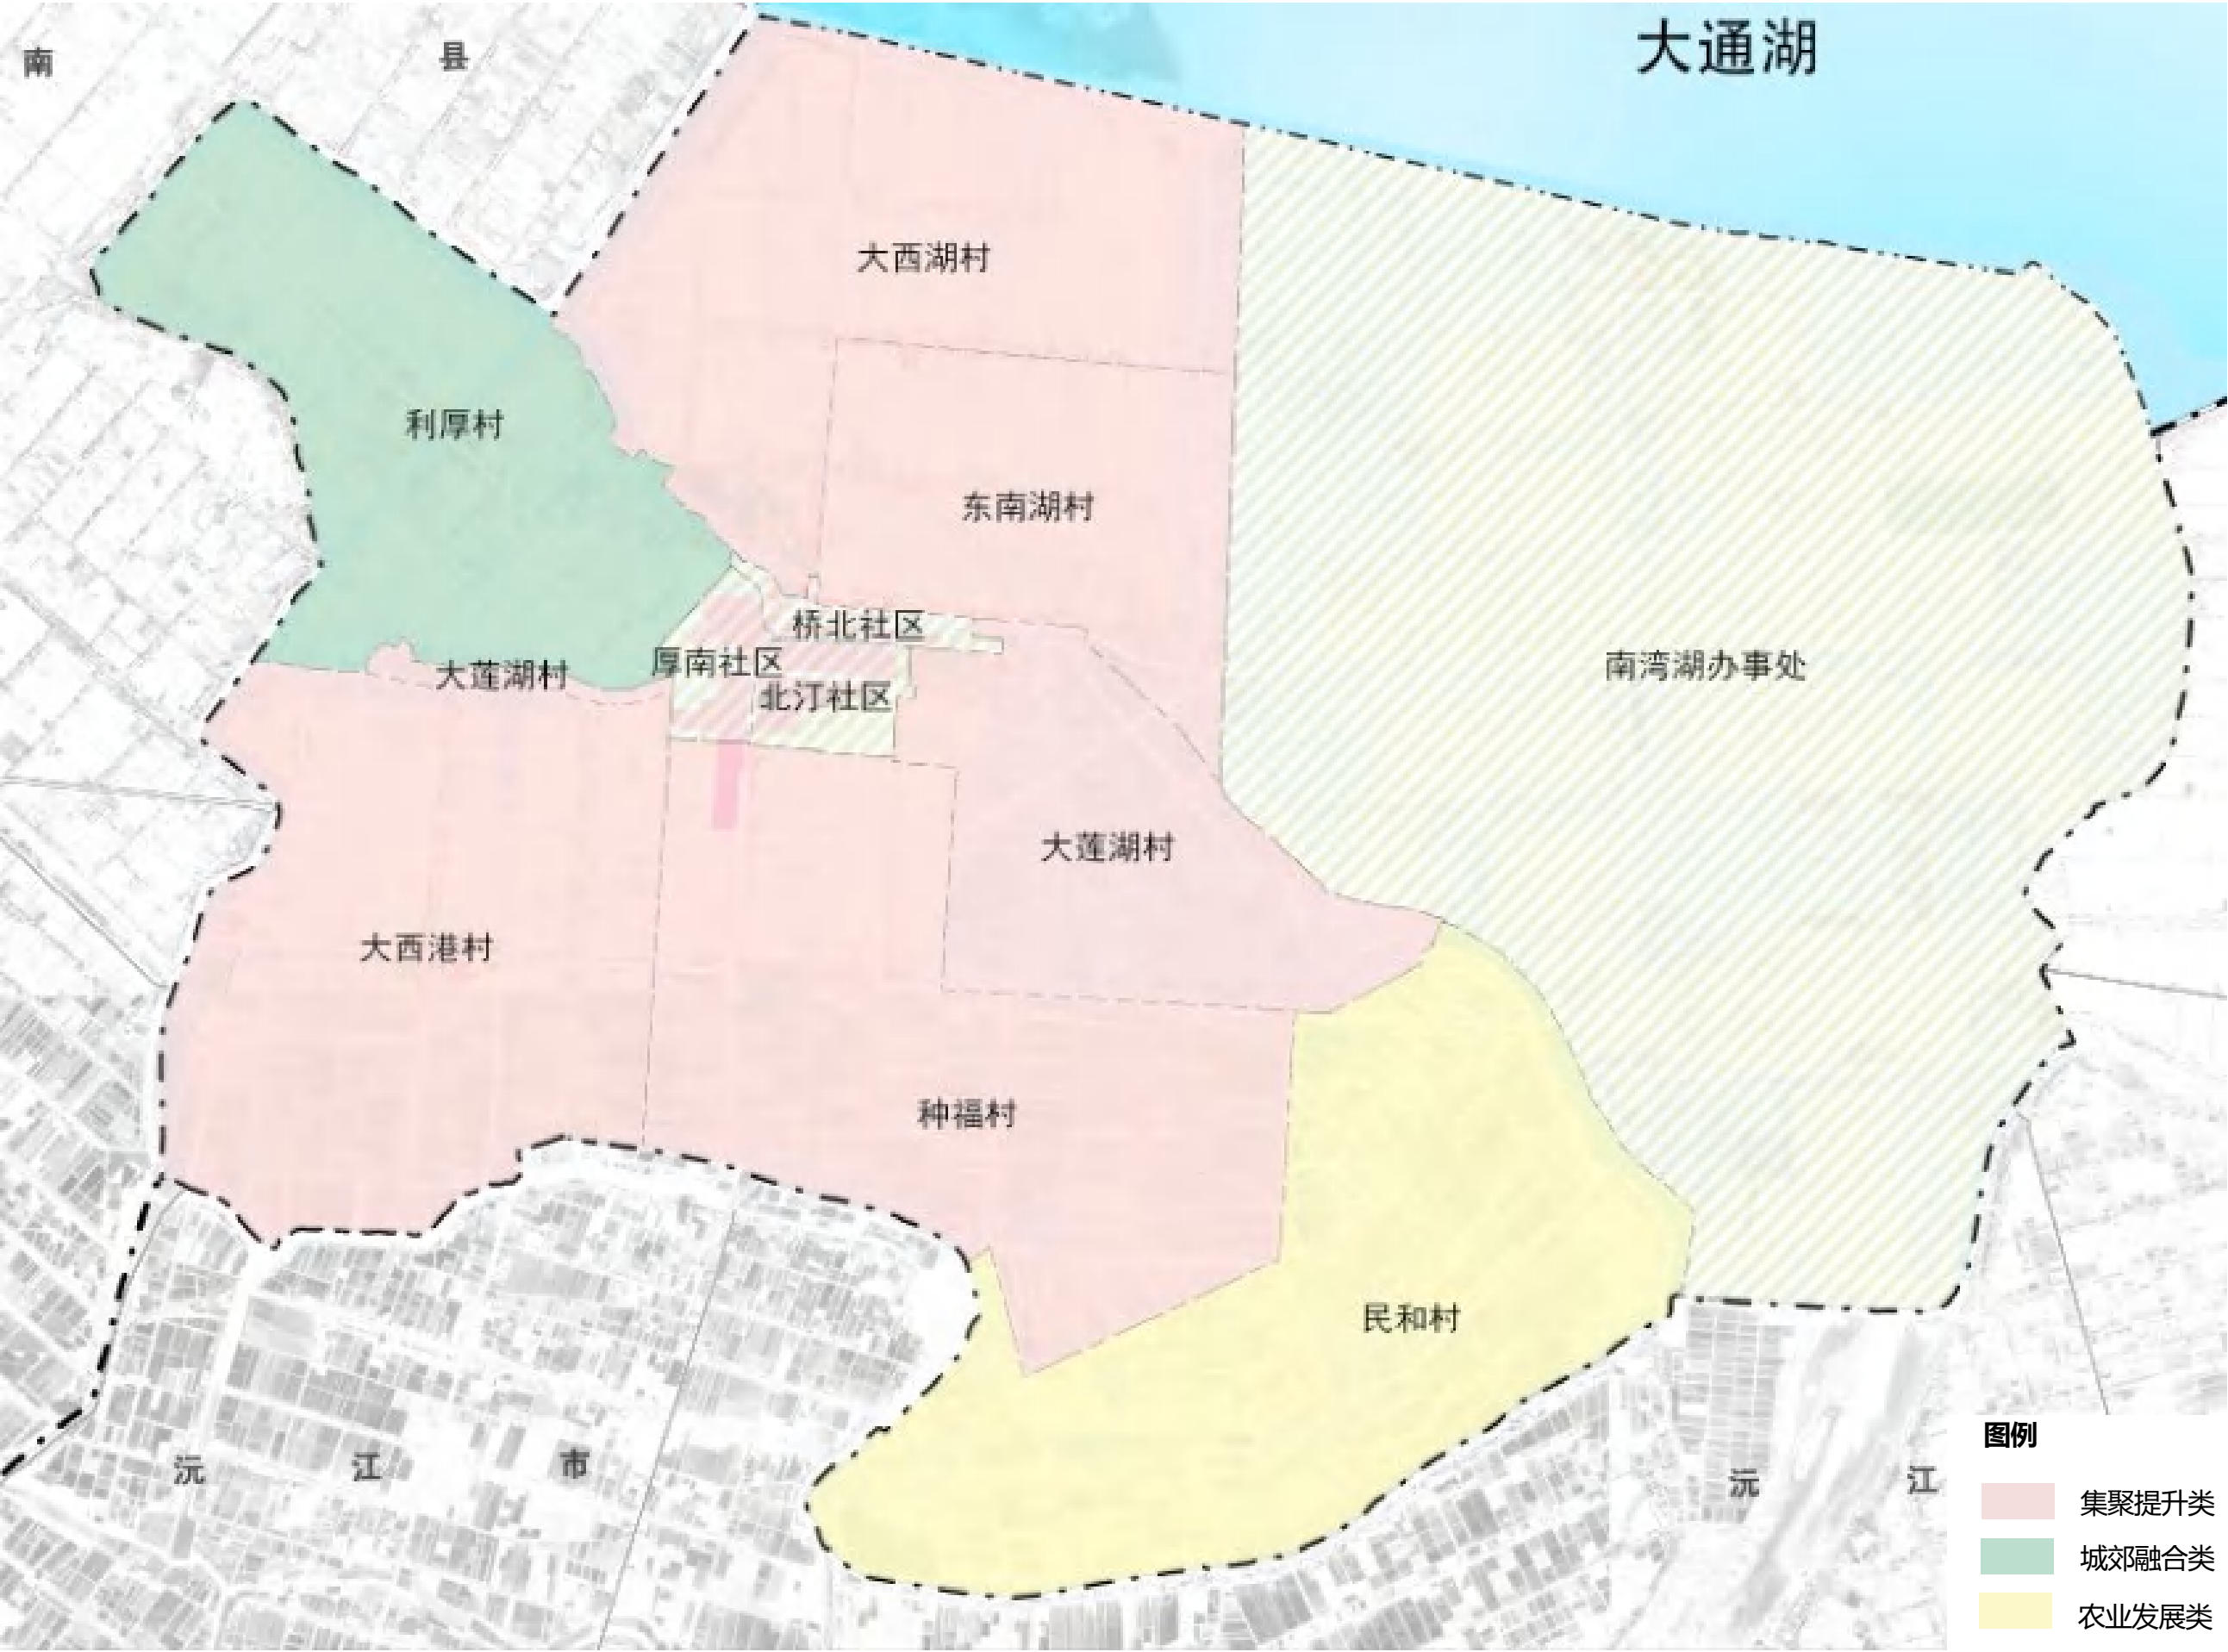 大通湖
南 县
大西湖村
利厚村
东南湖村
桥北社区
厚南社区
大莲湖村
北汀社区
南湾湖办事处
大莲湖村
大西港村
种福村
民和村
沅 江 市
沅 江
图例
集聚提升类
城郊融合类
农业发展类